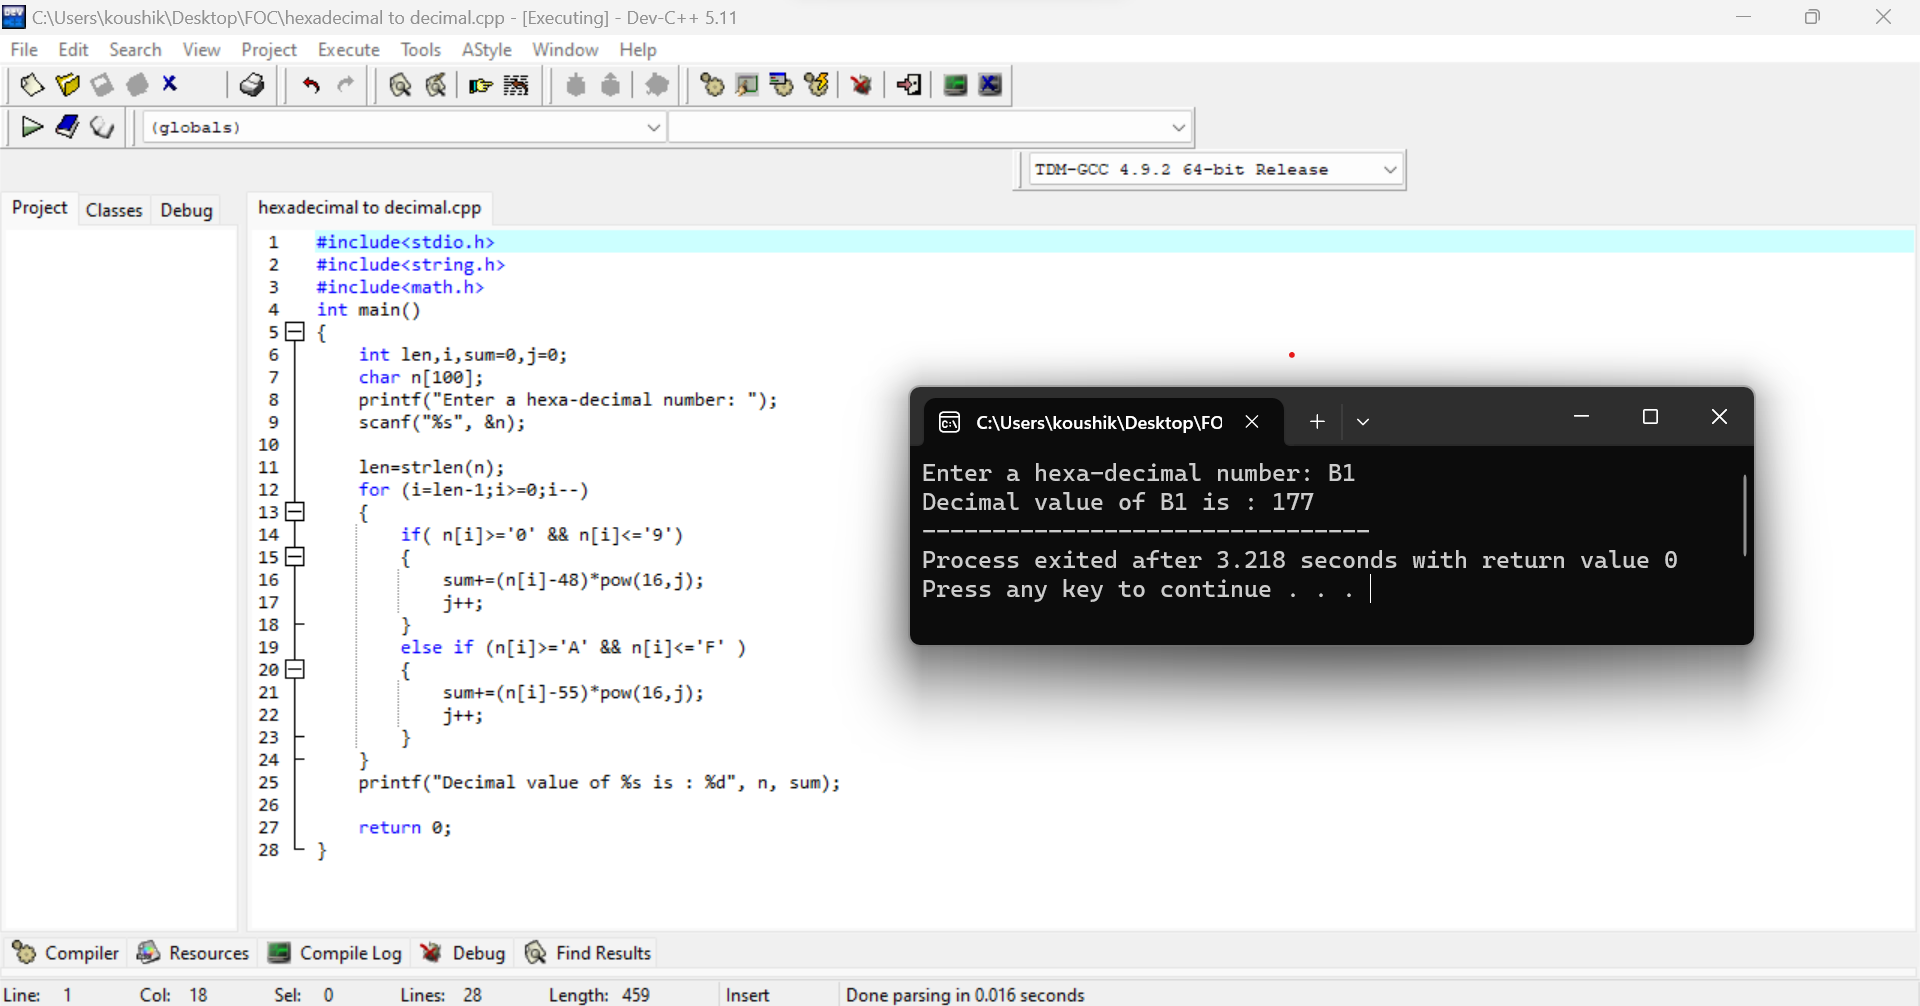 C:\Users\koushik\Desktop\FOC\hexadecimal to decimal.cpp - [Executing] - Dev-C++ 5.11
File Edit Search View Project Execute Tools AStyle Window Help
(globals)
TDM-GCC 4.9.2 64-bit Release
Project Classes Debug
hexadecimal to decimal.cpp
1 #include<stdio.h>
2 #include<string.h>
3 #include<math.h>
4 int main()
5 {
6 int len,i,sum=0,j=0;
7 char n[100];
8 printf("Enter a hexa-decimal number: ");
9 scanf("%s", &n);
10
11 len=strlen(n);
12 for (i=len-1;i>=0;i--)
13 {
14 if( n[i]>='0' && n[i]<='9')
15 {
16 sum+=(n[i]-48)*pow(16,j);
17 j++;
18 }
19 else if (n[i]>='A' && n[i]<='F' )
20 {
21 sum+=(n[i]-55)*pow(16,j);
22 j++;
23 }
24 }
25 printf("Decimal value of %s is : %d", n, sum);
26
27 return 0;
28 }
C:\Users\koushik\Desktop\FO
Enter a hexa-decimal number: B1
Decimal value of B1 is : 177
--------------------------------
Process exited after 3.218 seconds with return value 0
Press any key to continue . . .
Compiler Resources Compile Log Debug Find Results
Line: 1 Col: 18 Sel: 0 Lines: 28 Length: 459 Insert Done parsing in 0.016 seconds